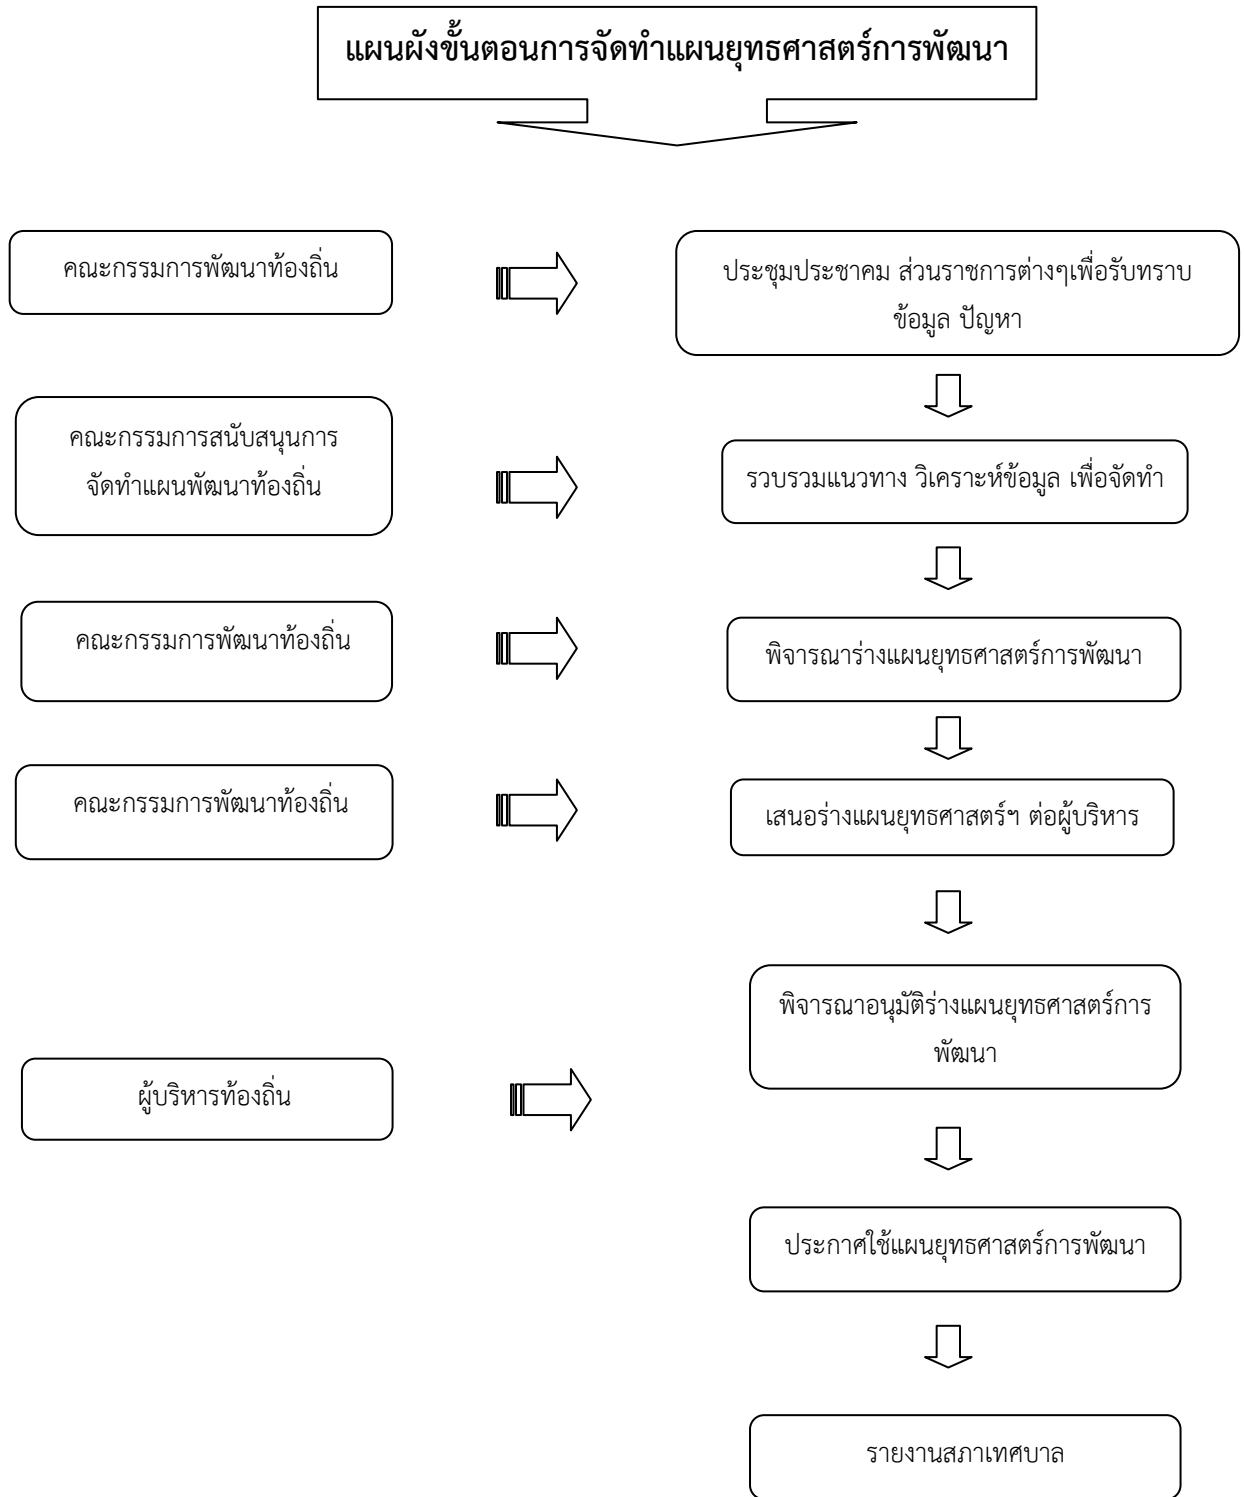 แผนผังขั้นตอนการจัดทำแผนยุทธศาสตร์การพัฒนา
คณะกรรมการพัฒนาท้องถิ่น
ประชุมประชาคม ส่วนราชการต่างๆเพื่อรับทราบ
ข้อมูล ปัญหา
คณะกรรมการสนับสนุนการ
จัดทำแผนพัฒนาท้องถิ่น
รวบรวมแนวทาง วิเคราะห์ข้อมูล เพื่อจัดทำ
คณะกรรมการพัฒนาท้องถิ่น
พิจารณาร่างแผนยุทธศาสตร์การพัฒนา
คณะกรรมการพัฒนาท้องถิ่น
เสนอร่างแผนยุทธศาสตร์ฯ ต่อผู้บริหาร
พิจารณาอนุมัติร่างแผนยุทธศาสตร์การ
พัฒนา
ผู้บริหารท้องถิ่น
ประกาศใช้แผนยุทธศาสตร์การพัฒนา
รายงานสภาเทศบาล